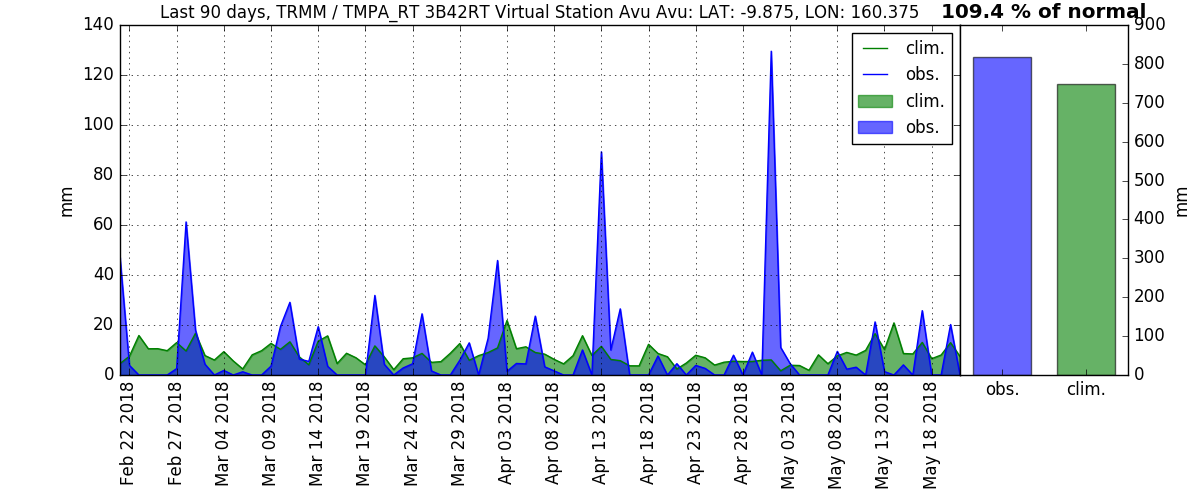 Last 90 days, TRMM / TMPA_RT 3B42RT Virtual Station Avu Avu: LAT: -9.875, LON: 160.375
109.4 % of normal
140
120
100
80
60
40
20
0
mm
clim.
obs.
clim.
obs.
900
800
700
600
500
400
300
200
100
0
mm
Feb 22 2018
Feb 27 2018
Mar 04 2018
Mar 09 2018
Mar 14 2018
Mar 19 2018
Mar 24 2018
Mar 29 2018
Apr 03 2018
Apr 08 2018
Apr 13 2018
Apr 18 2018
Apr 23 2018
Apr 28 2018
May 03 2018
May 08 2018
May 13 2018
May 18 2018
obs.
clim.